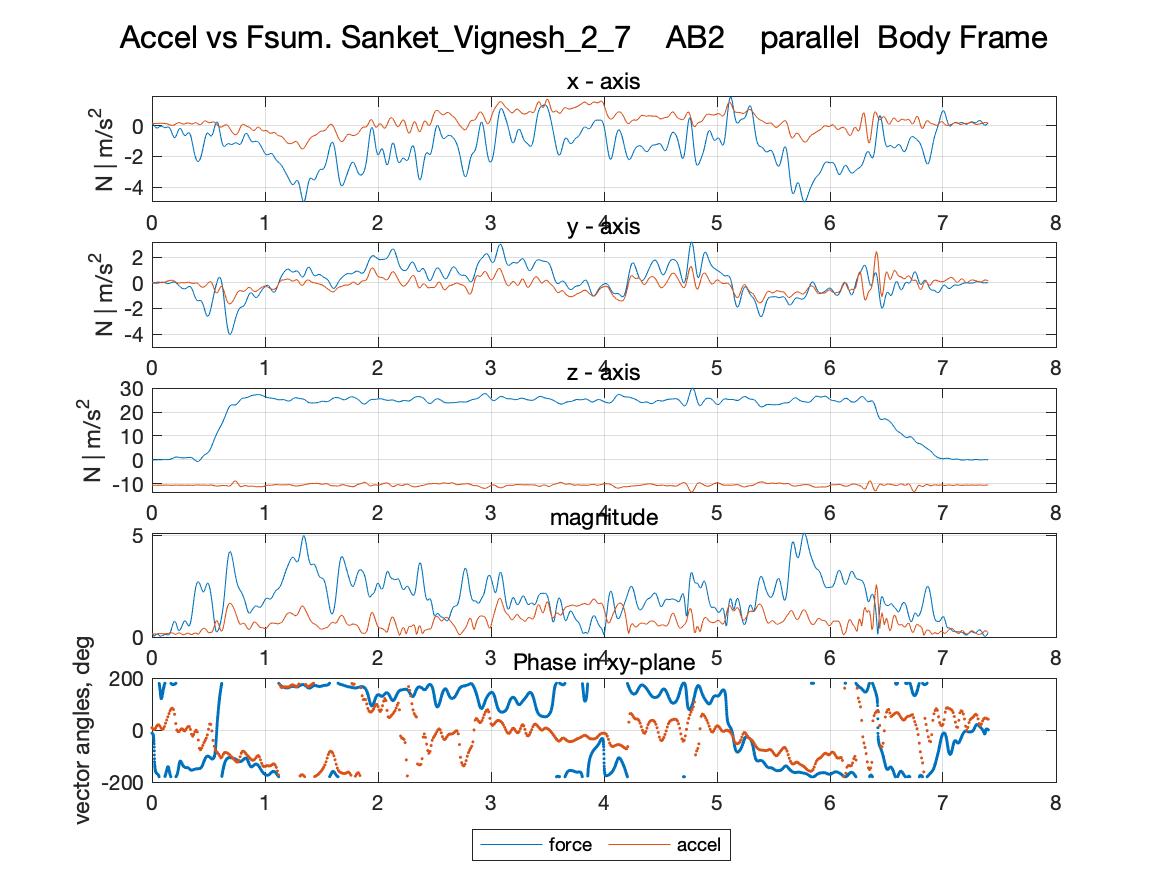 Accel vs Fsum. Sanket_Vignesh_2_7 AB2 parallel Body Frame
x - axis
N | m/s2
0
-2
-4
0 1 2 3 4 5 6 7 8
y - axis
N | m/s2
2
0
-2
-4
0 1 2 3 4 5 6 7 8
z - axis
N | m/s2
30
20
10
0
-10
0 1 2 3 4 5 6 7 8
magnitude
5
0
0 1 2 3 4 5 6 7 8
Phase in xy-plane
vector angles, deg
200
0
-200
0 1 2 3 4 5 6 7 8
force accel